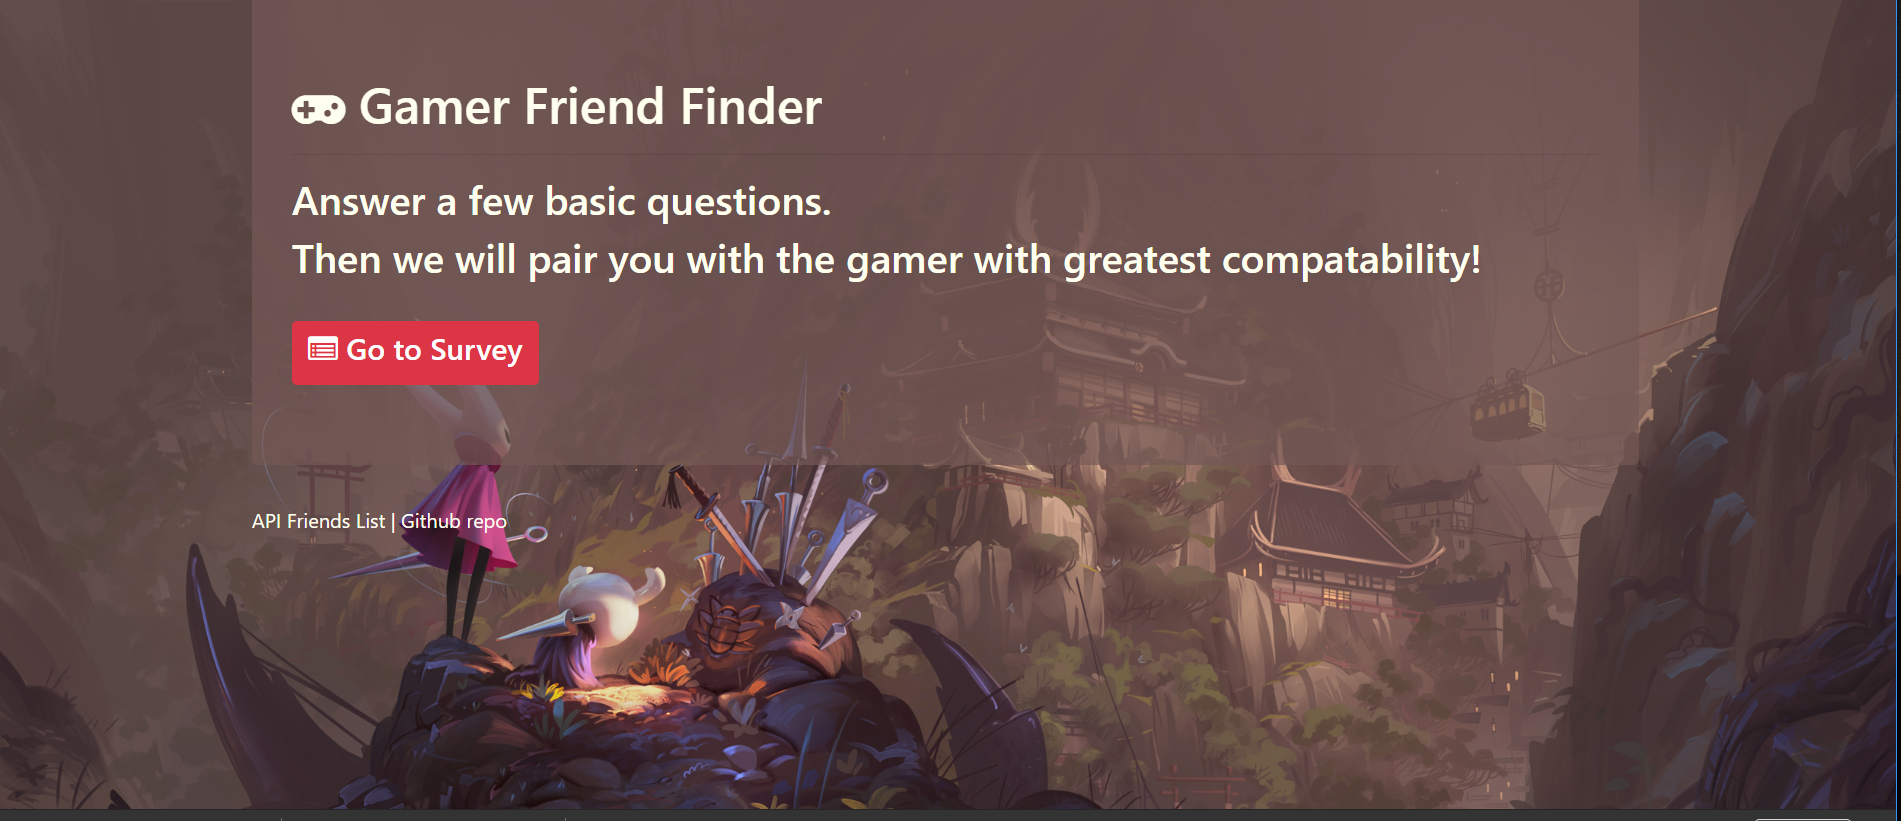 Gamer Friend Finder
Answer a few basic questions.
Then we will pair you with the gamer with greatest compatability!
Go to Survey
API Friends List | Github repo